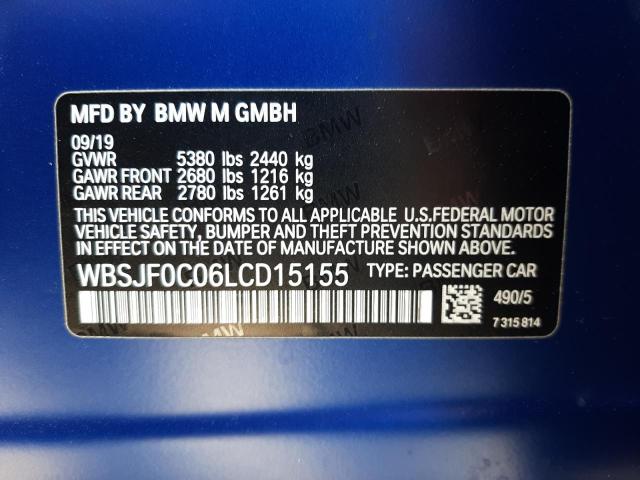 MFD BY BMW M GMBH
09/19
GVWR 5380 lbs 2440 kg
GAWR FRONT 2680 lbs 1216 kg
GAWR REAR 2780 lbs 1261 kg
THIS VEHICLE CONFORMS TO ALL APPLICABLE U.S.FEDERAL MOTOR
VEHICLE SAFETY, BUMPER AND THEFT PREVENTION STANDARDS
IN EFFECT ON THE DATE OF MANUFACTURE SHOWN ABOVE.
WBSJF0C06LCD15155 TYPE: PASSENGER CAR
490/5
7 315 814